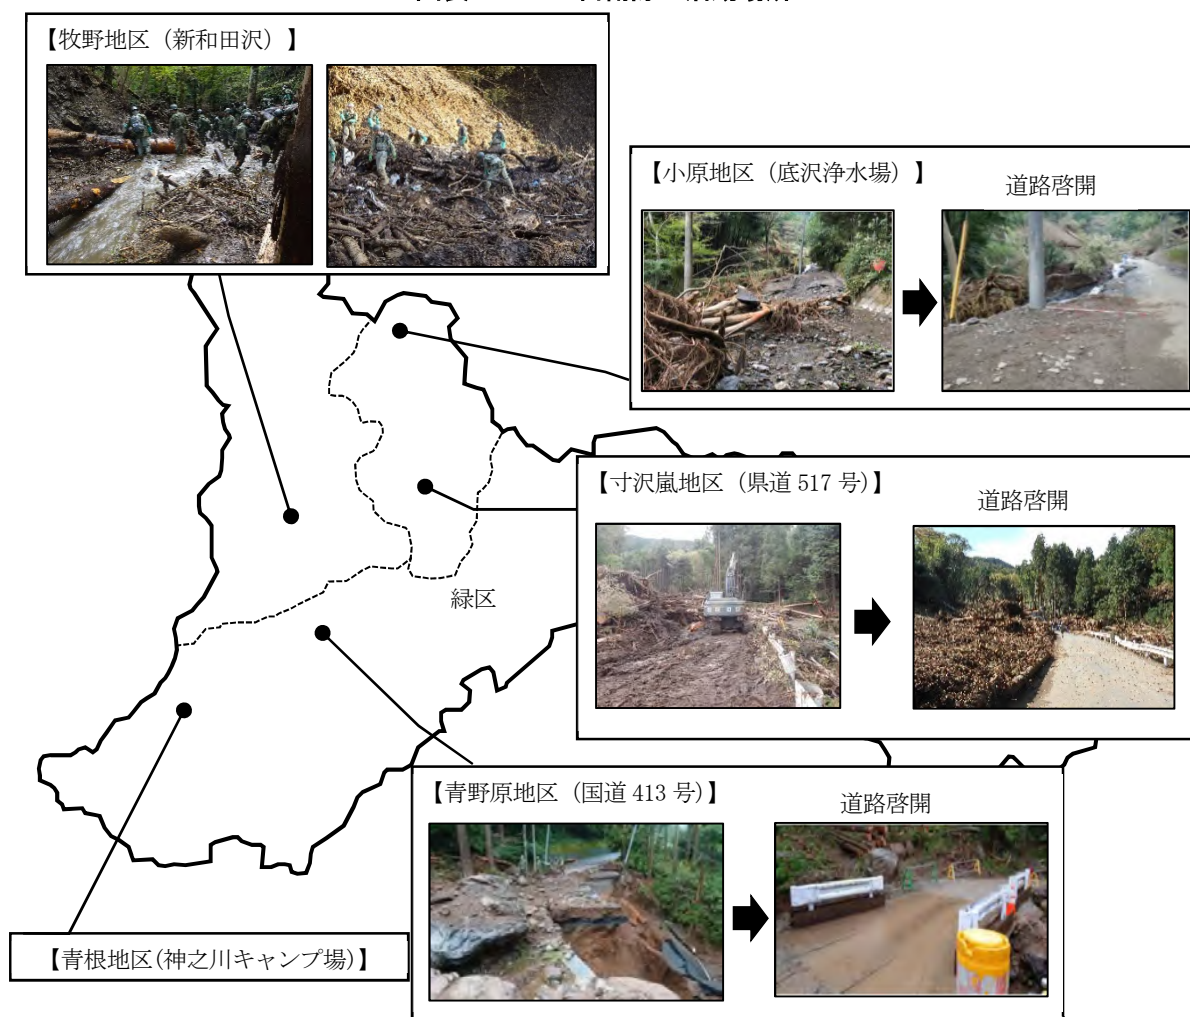 【牧野地区（新和田沢）】
【小原地区（底沢浄水場）】
道路啓開
【寸沢嵐地区（県道 517 号)】
道路啓開
緑区
【青野原地区（国道 413 号)】
道路啓開
【青根地区(神之川キャンプ場)】